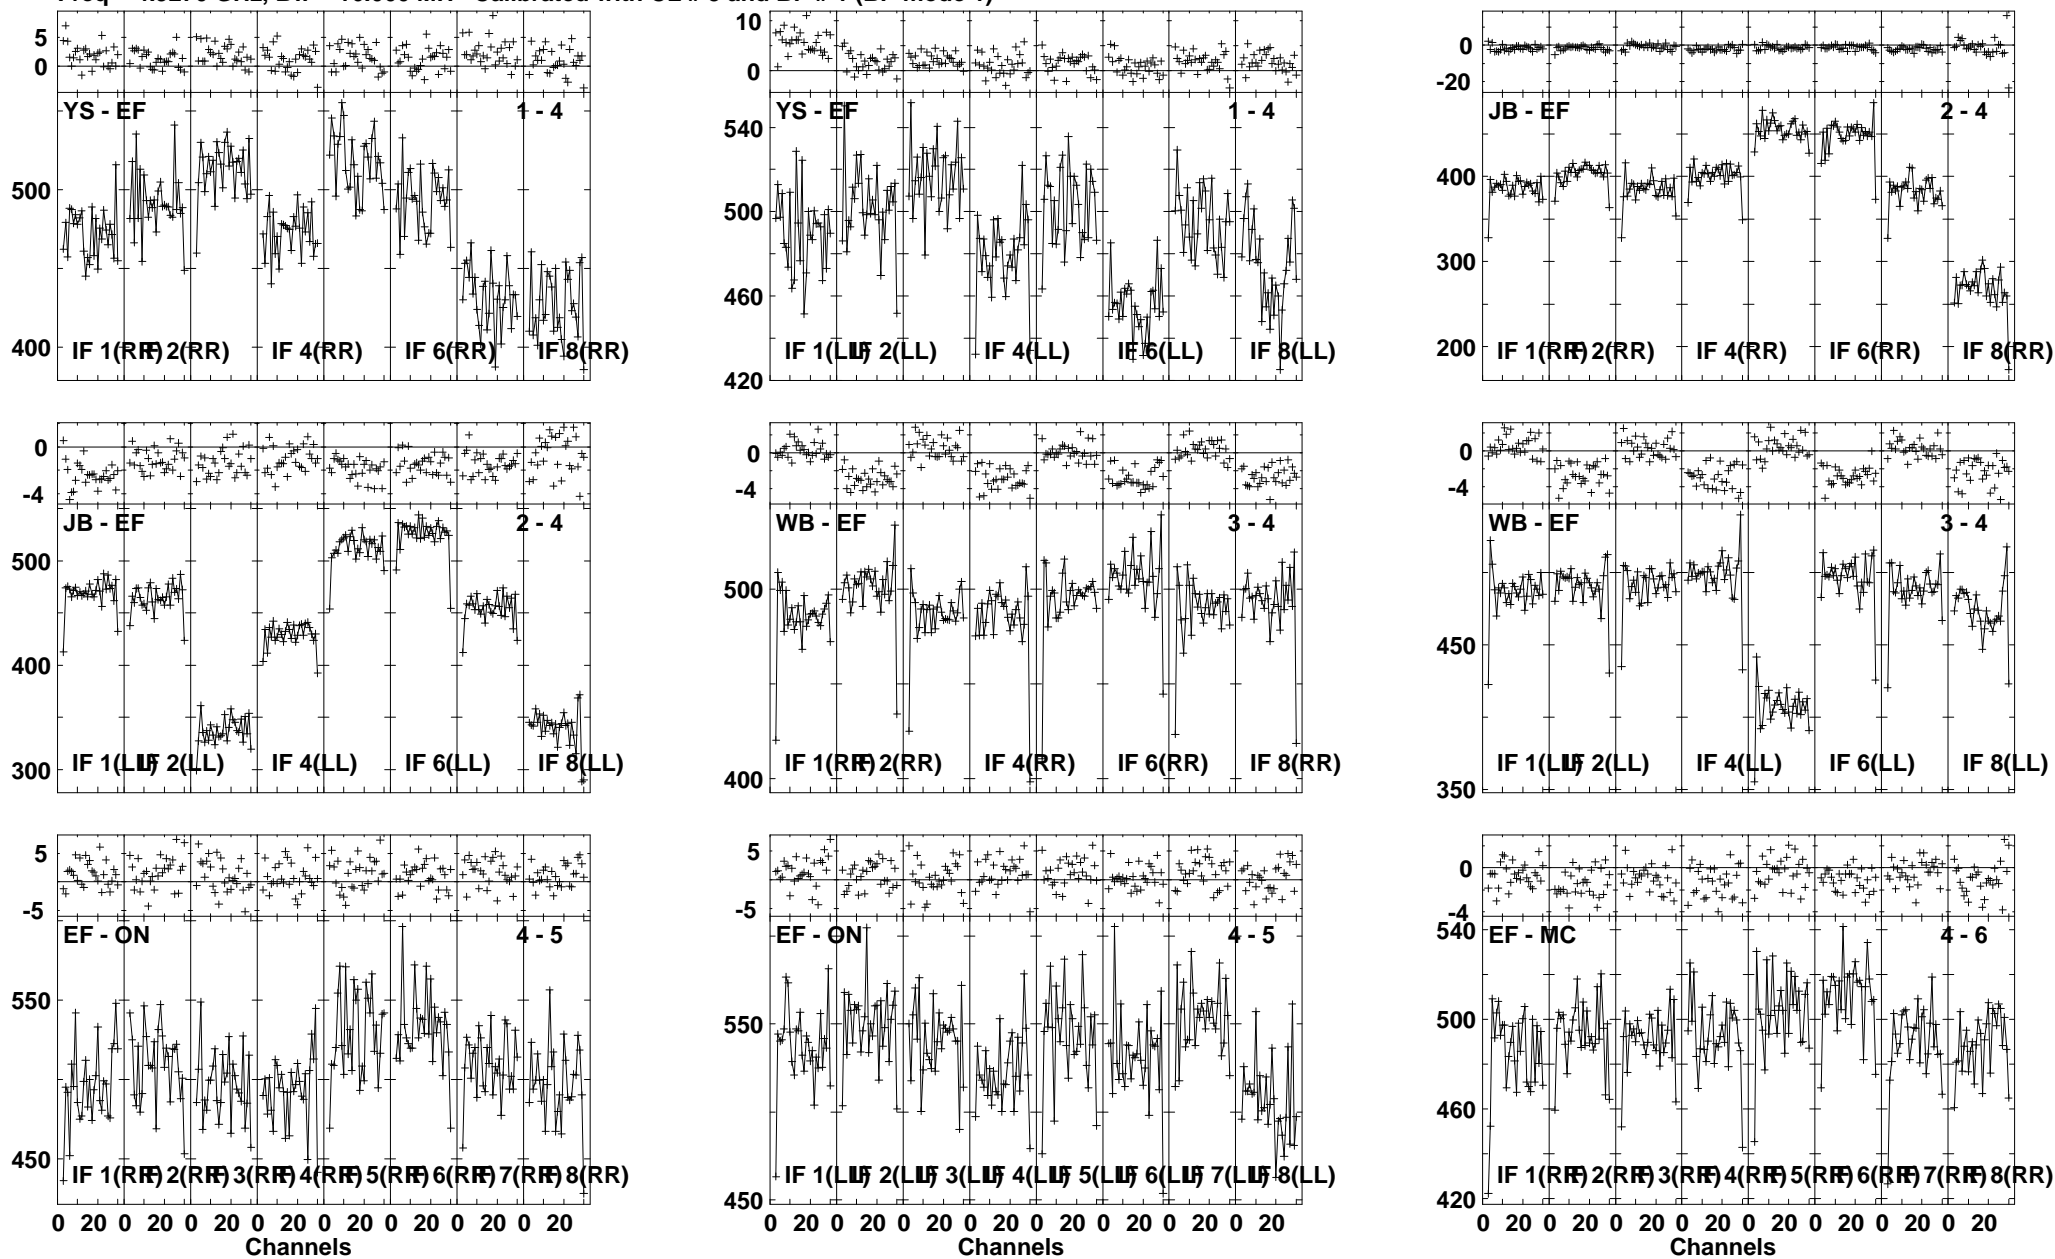 5 0
10 0
0 -20
YS - EF 1 - 4
YS - EF 1 - 4
JB - EF 2 - 4
500
400
540
500
460
420
400
300
200
IF 1(RR) IF 2(RR) IF 4(RR) IF 6(RR) IF 8(RR)
IF 1(LL) IF 2(LL) IF 4(LL) IF 6(LL) IF 8(LL)
IF 1(RR) IF 2(RR) IF 4(RR) IF 6(RR) IF 8(RR)
0 -4
0 -4
0 -4
JB - EF 2 - 4
WB - EF 3 - 4
WB - EF 3 - 4
500
400
300
500
400
450
350
IF 1(LL) IF 2(LL) IF 4(LL) IF 6(LL) IF 8(LL)
IF 1(RR) IF 2(RR) IF 4(RR) IF 6(RR) IF 8(RR)
IF 1(LL) IF 2(LL) IF 4(LL) IF 6(LL) IF 8(LL)
5 -5
5 -5
0 -4
EF - ON 4 - 5
EF - ON 4 - 5
EF - MC 4 - 6
550
450
550
450
540
500
460
420
IF 1(RR) IF 2(RR) IF 3(RR) IF 4(RR) IF 5(RR) IF 6(RR) IF 7(RR) IF 8(RR)
IF 1(LL) IF 2(LL) IF 3(LL) IF 4(LL) IF 5(LL) IF 6(LL) IF 7(LL) IF 8(LL)
IF 1(RR) IF 2(RR) IF 3(RR) IF 4(RR) IF 5(RR) IF 6(RR) IF 7(RR) IF 8(RR)
0 20 0 20 0 20 0 20 0 20 0 20 0 20 0 20
0 20 0 20 0 20 0 20 0 20 0 20 0 20 0 20
0 20 0 20 0 20 0 20 0 20 0 20 0 20 0 20
Channels
Channels
Channels